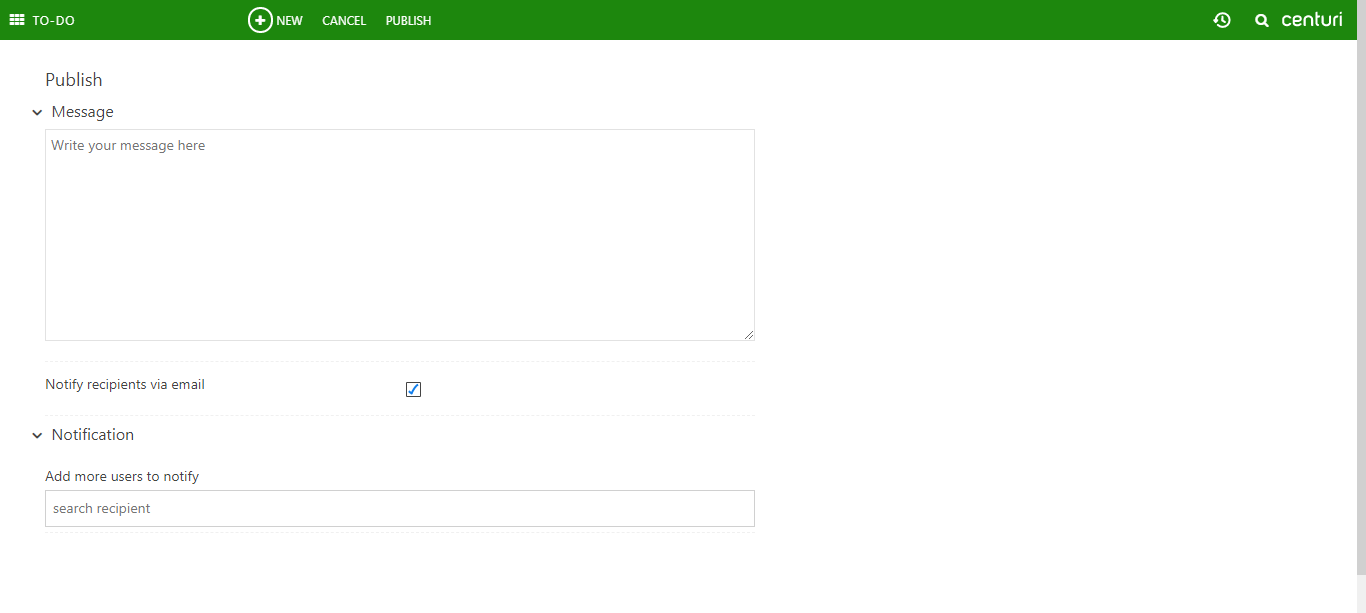 TO-DO NEW CANCEL PUBLISH centuri
Publish
Message
Write your message here
Notify recipients via email
Notification
Add more users to notify
search recipient